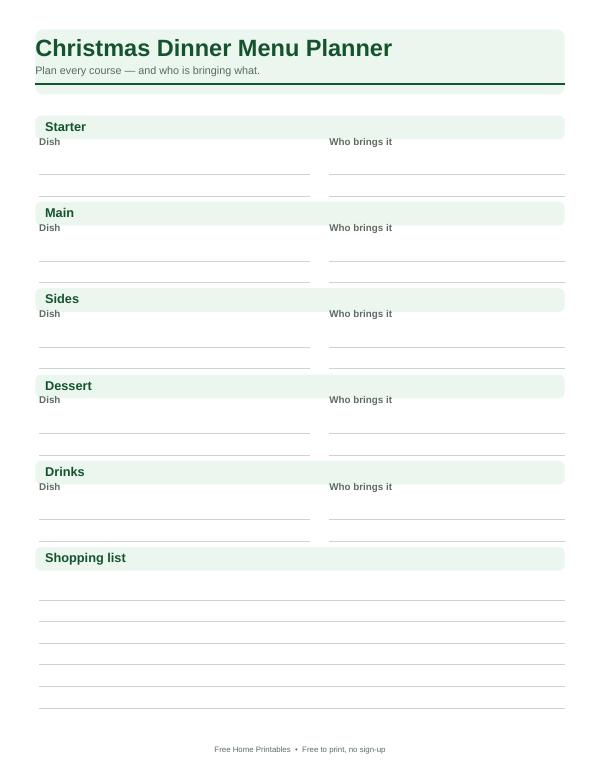 Christmas Dinner Menu Planner
Plan every course — and who is bringing what.
Starter
Dish Who brings it
Main
Dish Who brings it
Sides
Dish Who brings it
Dessert
Dish Who brings it
Drinks
Dish Who brings it
Shopping list
Free Home Printables • Free to print, no sign-up